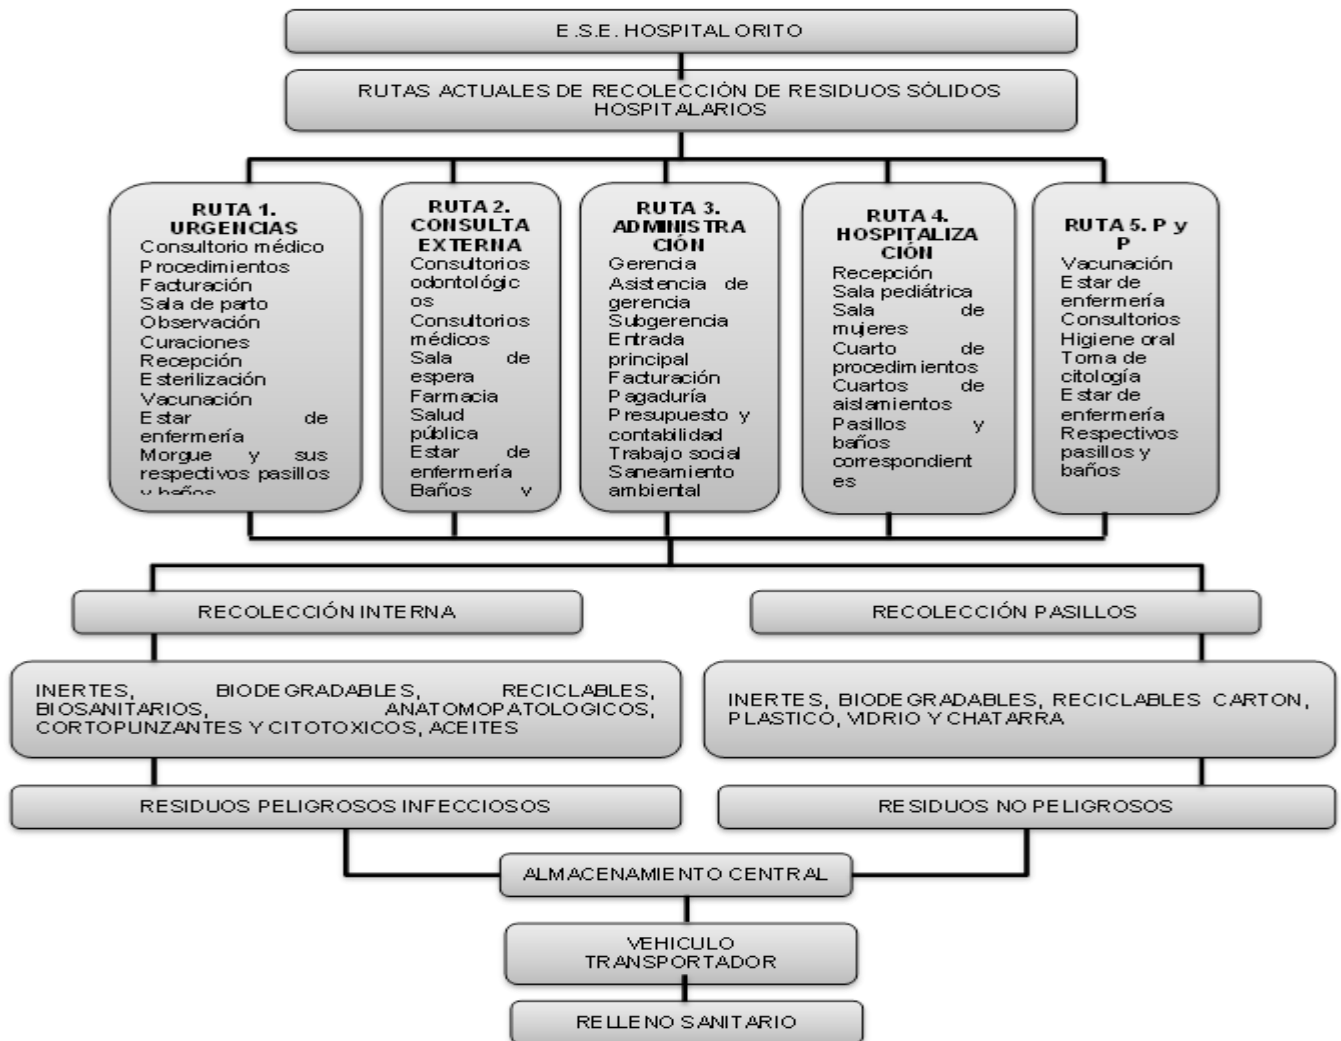 E.S.E. HOSPITAL ORITO
RUTAS ACTUALES DE RECOLECCIÓN DE RESIDUOS SÓLIDOS
HOSPITALARIOS
RUTA 1.
URGENCIAS
Consultorio médico
Procedimientos
Facturación
Sala de parto
Observación
Curaciones
Recepción
Esterilización
Vacunación
Estar de
enfermería
Morgue y sus
respectivos pasillos
y baños
RUTA 2.
CONSULTA
EXTERNA
Consultorios
odontológic
os
Consultorios
médicos
Sala de
espera
Farmacia
Salud
pública
Estar de
enfermería
Baños y
RUTA 3.
ADMINISTRA
CIÓN
Gerencia
Asistencia de
gerencia
Subgerencia
Entrada
principal
Facturación
Pagaduría
Presupuesto y
contabilidad
Trabajo social
Saneamiento
ambiental
RUTA 4.
HOSPITALIZA
CIÓN
Recepción
Sala pediátrica
Sala de
mujeres
Cuarto de
procedimientos
Cuartos de
aislamientos
Pasillos y
baños
correspondient
es
RUTA 5. P y
P
Vacunación
Estar de
enfermería
Consultorios
Higiene oral
Toma de
citología
Estar de
enfermería
Respectivos
pasillos y
baños
RECOLECCIÓN INTERNA
RECOLECCIÓN PASILLOS
INERTES, BIODEGRADABLES, RECICLABLES,
BIOSANITARIOS, ANATOMOPATOLOGICOS,
CORTOPUNZANTES Y CITOTOXICOS, ACEITES
INERTES, BIODEGRADABLES, RECICLABLES CARTON,
PLASTICO, VIDRIO Y CHATARRA
RESIDUOS PELIGROSOS INFECCIOSOS
RESIDUOS NO PELIGROSOS
ALMACENAMIENTO CENTRAL
VEHICULO
TRANSPORTADOR
RELLENO SANITARIO